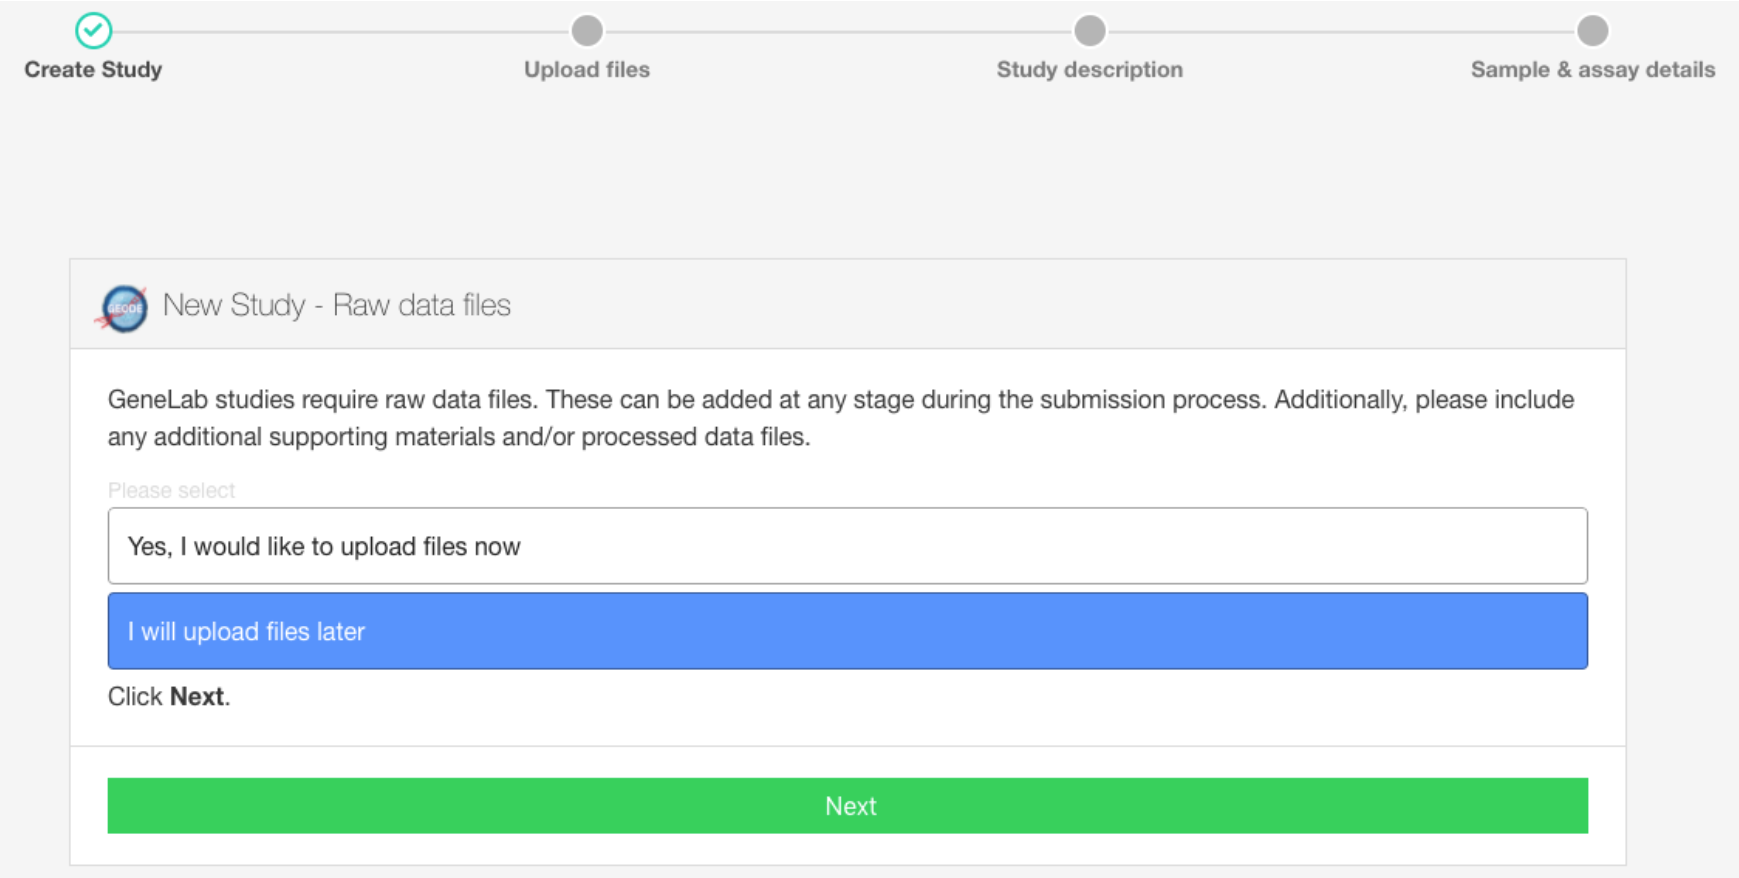 Create Study
Upload files
Study description
Sample & assay details
GEODE
New Study - Raw data files
GeneLab studies require raw data files. These can be added at any stage during the submission process. Additionally, please include
any additional supporting materials and/or processed data files.
Please select
Yes, I would like to upload files now
I will upload files later
Click Next.
Next